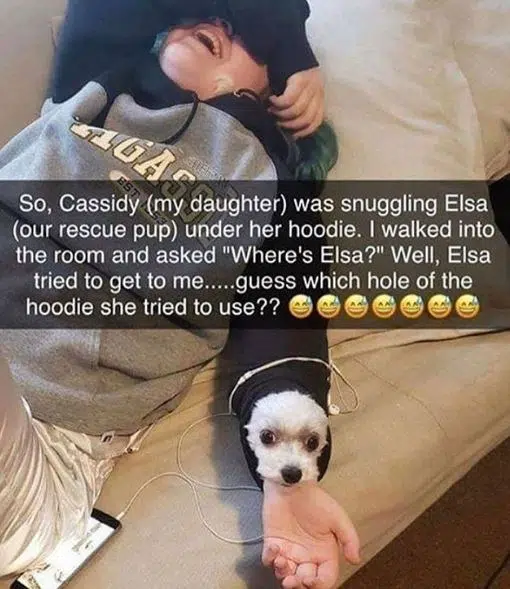 AGASS
So, Cassidy (my daughter) was snuggling Elsa
(our rescue pup) under her hoodie. I walked into
the room and asked "Where's Elsa?" Well, Elsa
tried to get to me.....guess which hole of the
hoodie she tried to use?? 😅😅😅😅😅😅😅